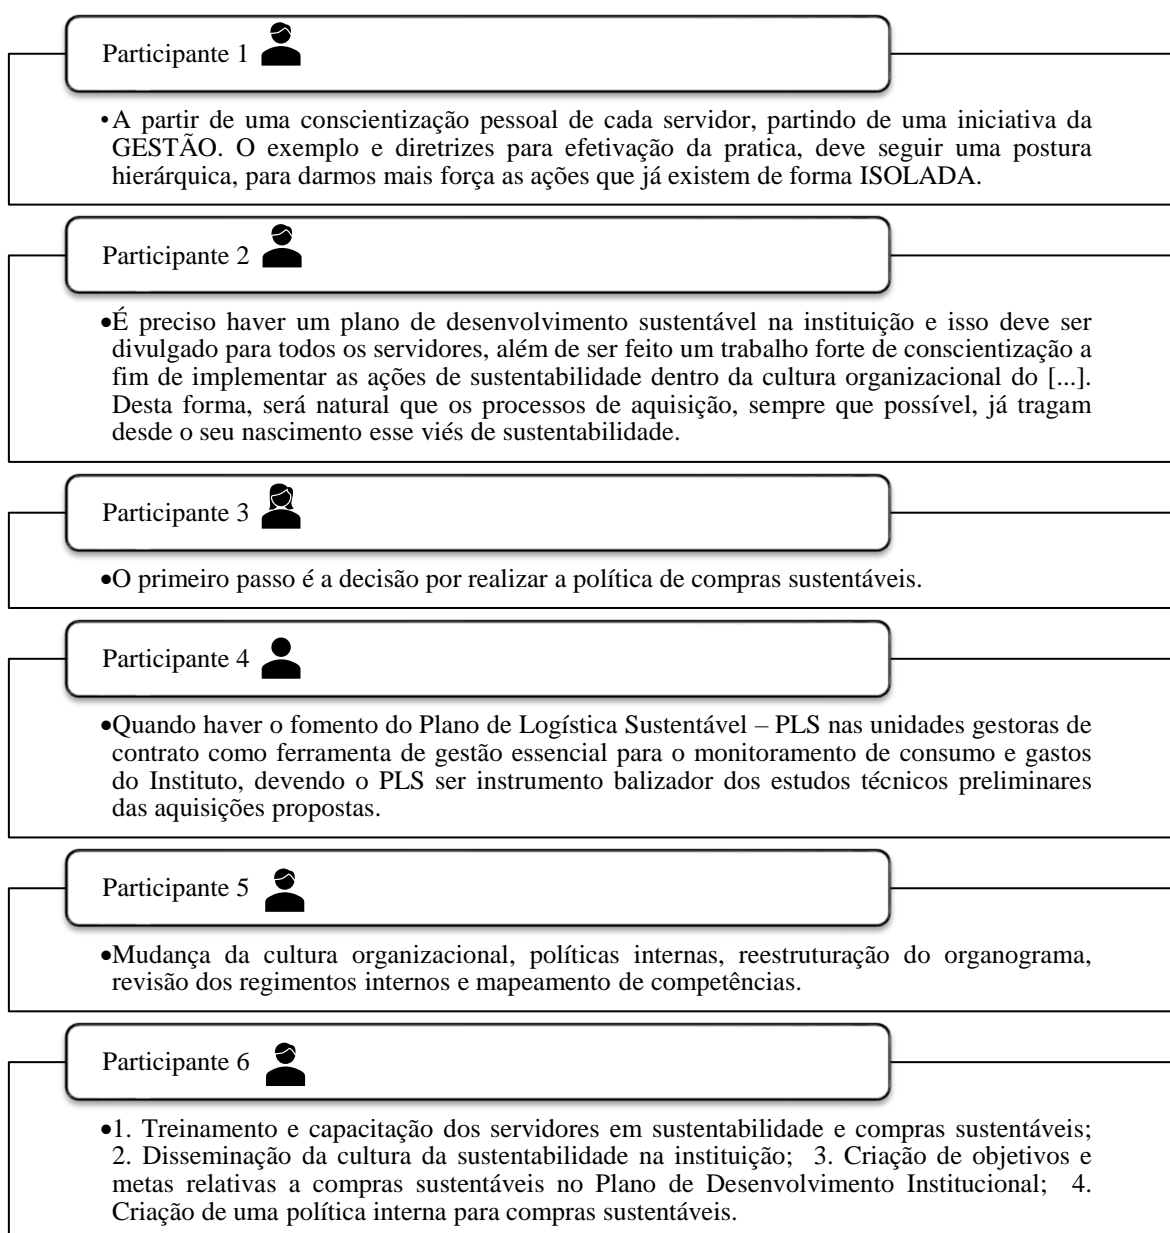 Participante 1
•A partir de uma conscientização pessoal de cada servidor, partindo de uma iniciativa da
GESTÃO. O exemplo e diretrizes para efetivação da pratica, deve seguir uma postura
hierárquica, para darmos mais força as ações que já existem de forma ISOLADA.
Participante 2
•É preciso haver um plano de desenvolvimento sustentável na instituição e isso deve ser
divulgado para todos os servidores, além de ser feito um trabalho forte de conscientização a
fim de implementar as ações de sustentabilidade dentro da cultura organizacional do [...].
Desta forma, será natural que os processos de aquisição, sempre que possível, já tragam
desde o seu nascimento esse viés de sustentabilidade.
Participante 3
•O primeiro passo é a decisão por realizar a política de compras sustentáveis.
Participante 4
•Quando haver o fomento do Plano de Logística Sustentável – PLS nas unidades gestoras de
contrato como ferramenta de gestão essencial para o monitoramento de consumo e gastos
do Instituto, devendo o PLS ser instrumento balizador dos estudos técnicos preliminares
das aquisições propostas.
Participante 5
•Mudança da cultura organizacional, políticas internas, reestruturação do organograma,
revisão dos regimentos internos e mapeamento de competências.
Participante 6
•1. Treinamento e capacitação dos servidores em sustentabilidade e compras sustentáveis;
2. Disseminação da cultura da sustentabilidade na instituição; 3. Criação de objetivos e
metas relativas a compras sustentáveis no Plano de Desenvolvimento Institucional; 4.
Criação de uma política interna para compras sustentáveis.